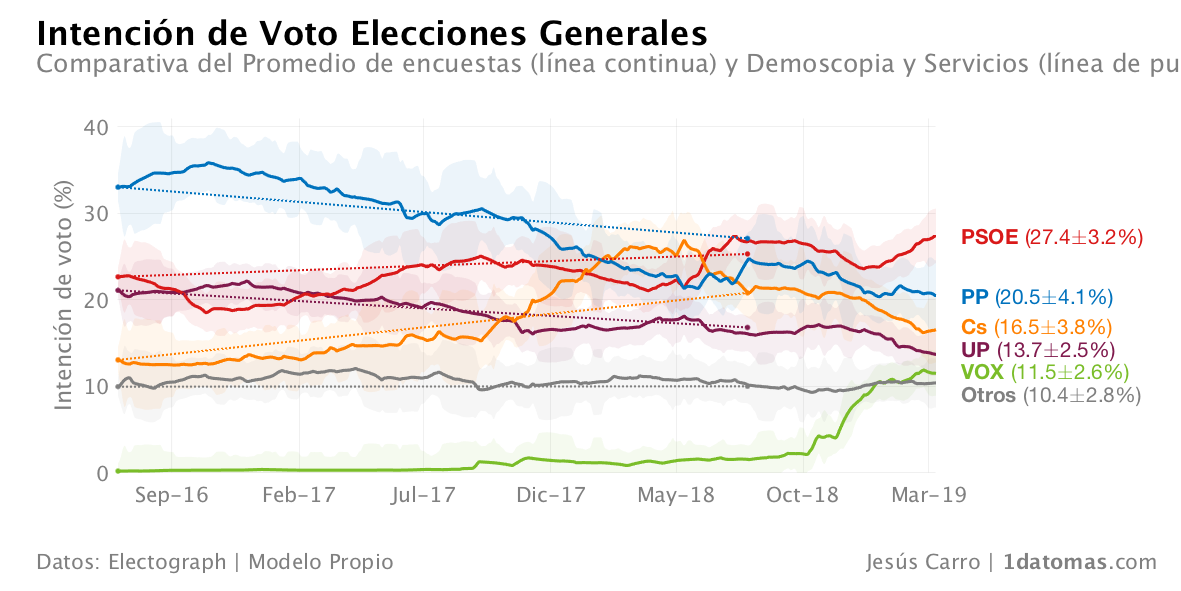 Intención de Voto Elecciones Generales
Comparativa del Promedio de encuestas (línea continua) y Demoscopia y Servicios (línea de pu
40
30
20
10
0
Intención de voto (%)
Sep-16 Feb-17 Jul-17 Dic-17 May-18 Oct-18 Mar-19
PSOE (27.4±3.2%)
PP (20.5±4.1%)
Cs (16.5±3.8%)
UP (13.7±2.5%)
VOX (11.5±2.6%)
Otros (10.4±2.8%)
Datos: Electograph | Modelo Propio
Jesús Carro | 1datomas.com